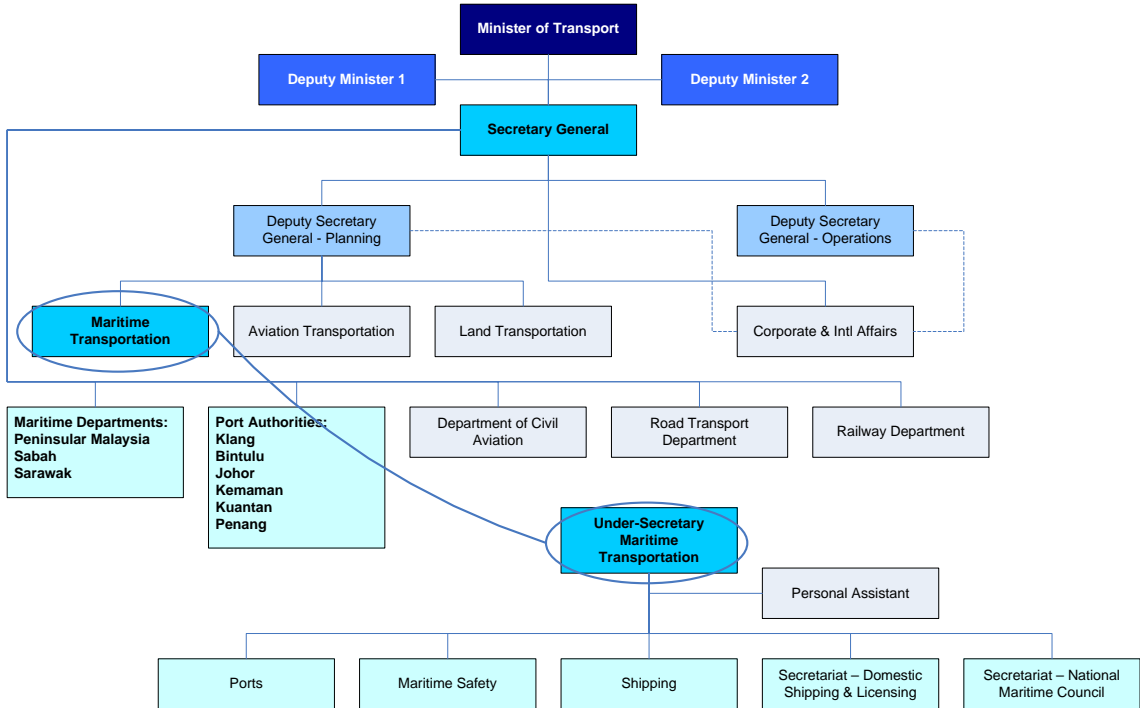 Minister of Transport
Deputy Minister 1
Deputy Minister 2
Secretary General
Deputy Secretary
General - Planning
Deputy Secretary
General - Operations
Maritime
Transportation
Aviation Transportation
Land Transportation
Corporate & Intl Affairs
Maritime Departments:
Peninsular Malaysia
Sabah
Sarawak
Port Authorities:
Klang
Bintulu
Johor
Kemaman
Kuantan
Penang
Department of Civil
Aviation
Road Transport
Department
Railway Department
Under-Secretary
Maritime
Transportation
Personal Assistant
Ports
Maritime Safety
Shipping
Secretariat – Domestic
Shipping & Licensing
Secretariat – National
Maritime Council